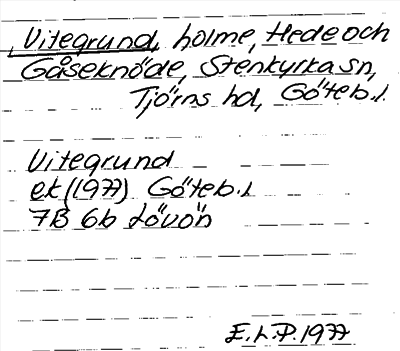 Vitegrund, holme, Hede och
Gåseknöde, Stenkyrka sn,
Tjörns hd, Göteb. l.
Vitegrund
ek (1977) Göteb. l
7B 6b Lövön
E.L.P. 1977